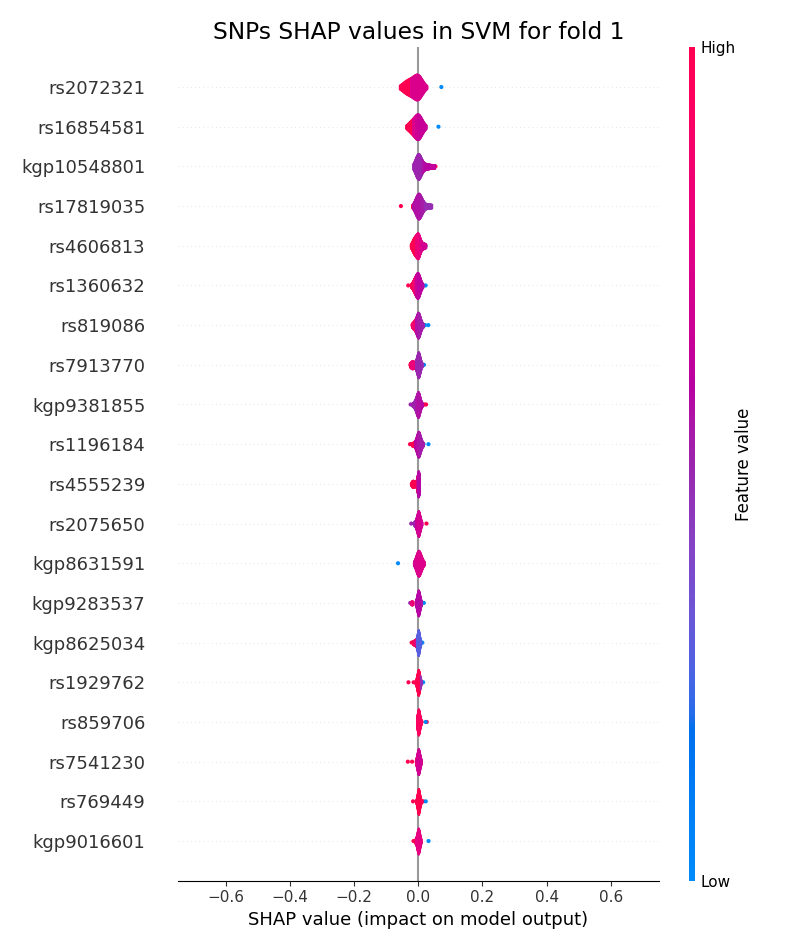 SNPs SHAP values in SVM for fold 1
High
rs2072321
rs16854581
kgp10548801
rs17819035
rs4606813
rs1360632
rs819086
rs7913770
kgp9381855
rs1196184
rs4555239
rs2075650
kgp8631591
kgp9283537
kgp8625034
rs1929762
rs859706
rs7541230
rs769449
kgp9016601
Feature value
Low
−0.6 −0.4 −0.2 0.0 0.2 0.4 0.6
SHAP value (impact on model output)